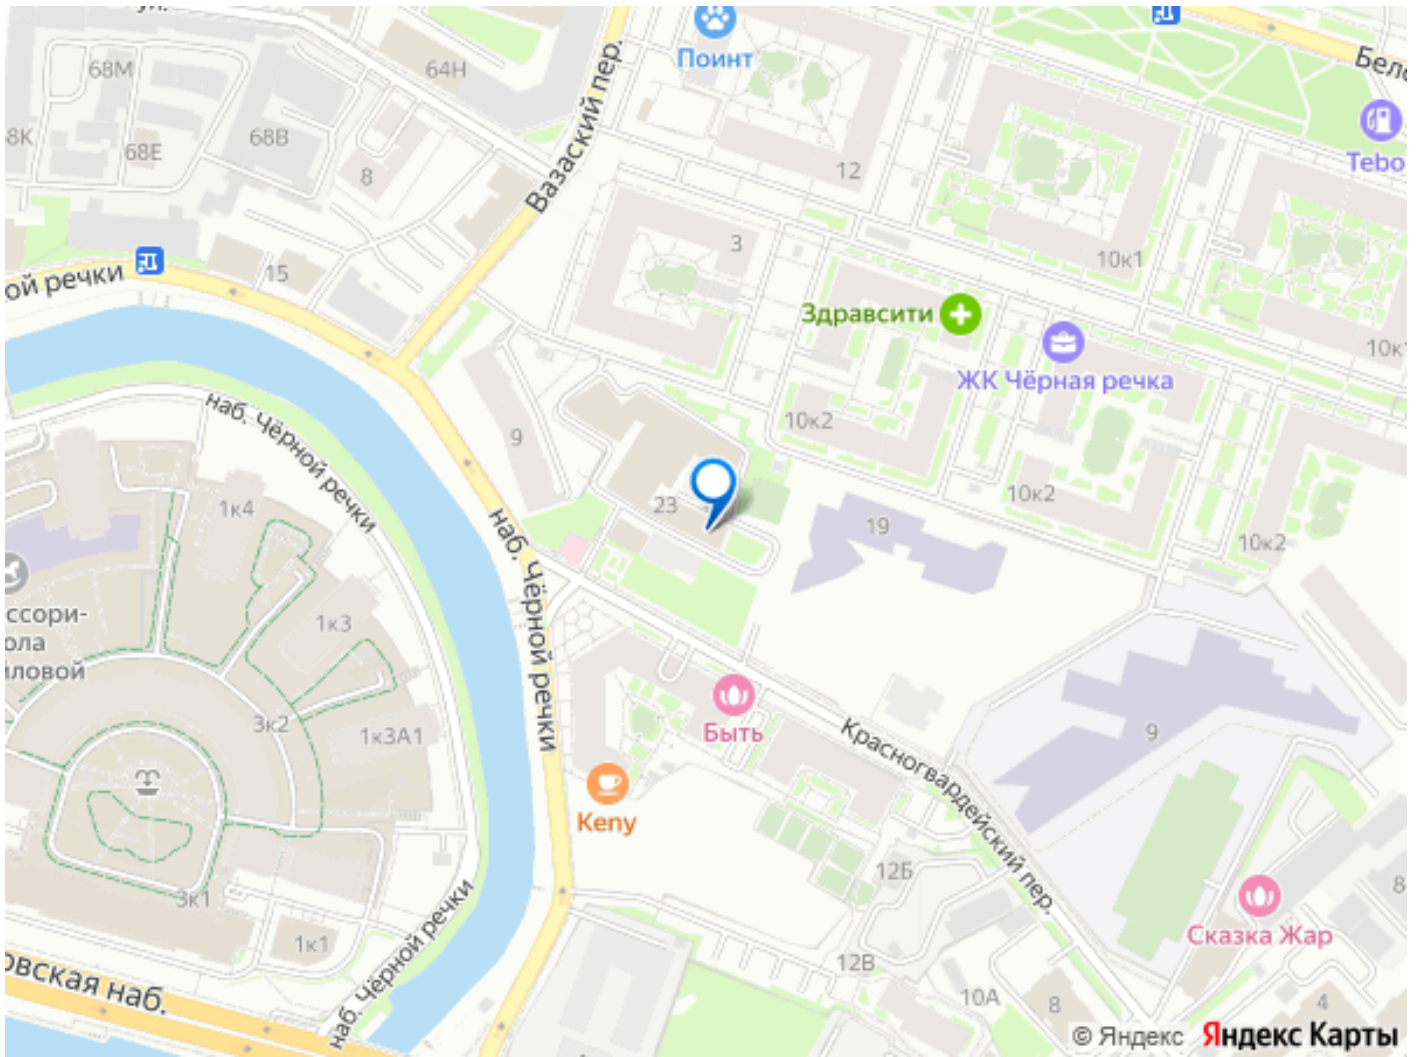 ул.
Поинт
68М
64Н
Вазаский пер.
Бело
8К
68Е
68В
8
12
Tebo
3
10к1
ой речки
15
Здравсити
ЖК Чёрная речка
10к
10к2
9
наб. Чёрной речки
1к4
23
наб. Чёрной речки
19
10к2
10к2
ссори-
ола
иловой
1к3
3к2
1к3А1
Быть
Красногвардейский пер.
9
Keny
12Б
3к1
1к1
наб. Чёрной речки
8
Сказка Жар
овская наб.
12В
10А
8
4
© Яндекс Яндекс Карты